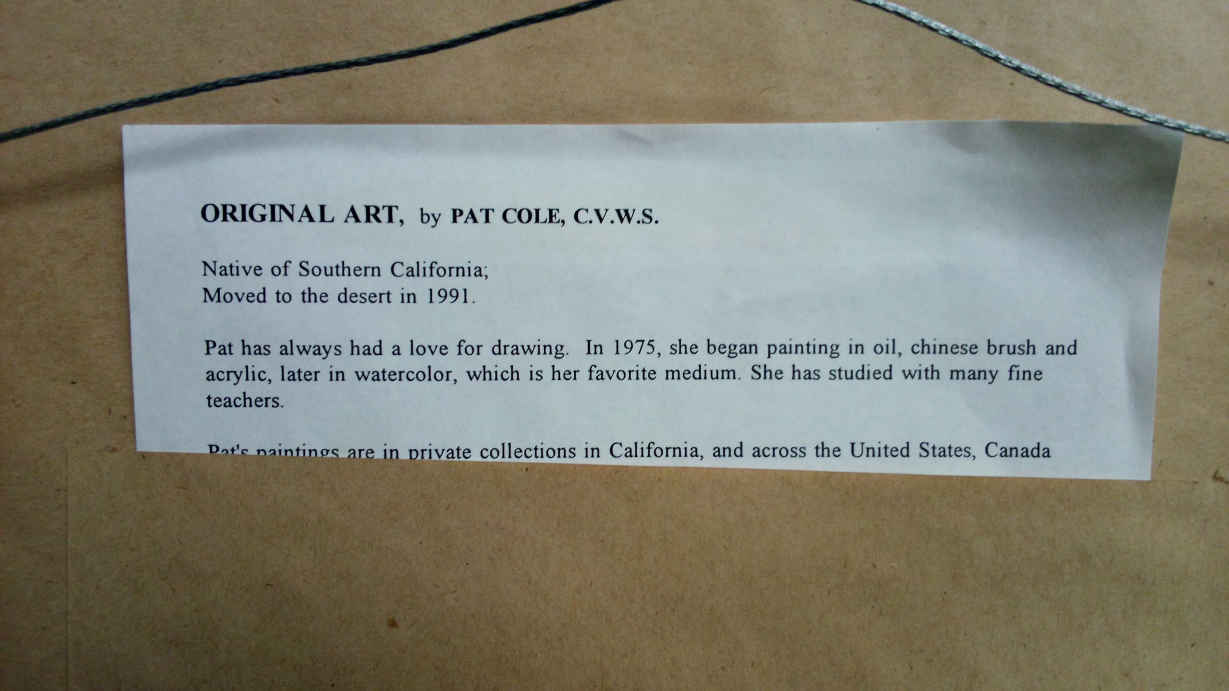 ORIGINAL ART, by PAT COLE, C.V.W.S.
Native of Southern California;
Moved to the desert in 1991.
Pat has always had a love for drawing. In 1975, she began painting in oil, chinese brush and
acrylic, later in watercolor, which is her favorite medium. She has studied with many fine
teachers.
Pat's paintings are in private collections in California, and across the United States, Canada